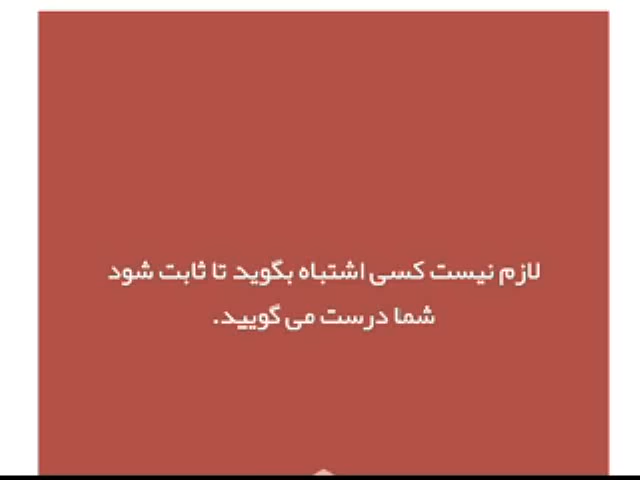 لازم نیست کسی اشتباه بگوید تا ثابت شود
شما درست می گویید.